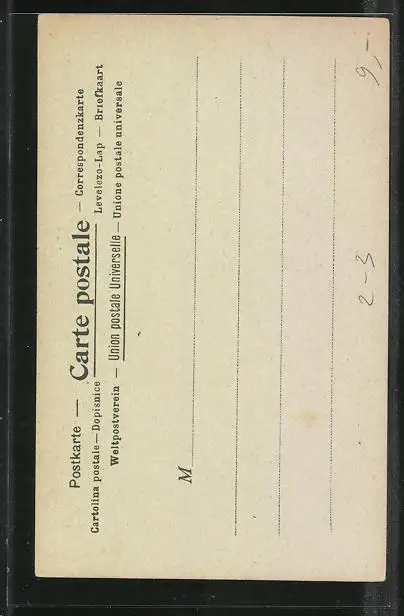 Postkarte — Carte postale — Correspondenzkarte
Cartolina postale — Dopisnice Levelezo-Lap — Briefkaart
Weltpostverein — Union postale Universelle — Unione postale universale
M
2-3
9,-